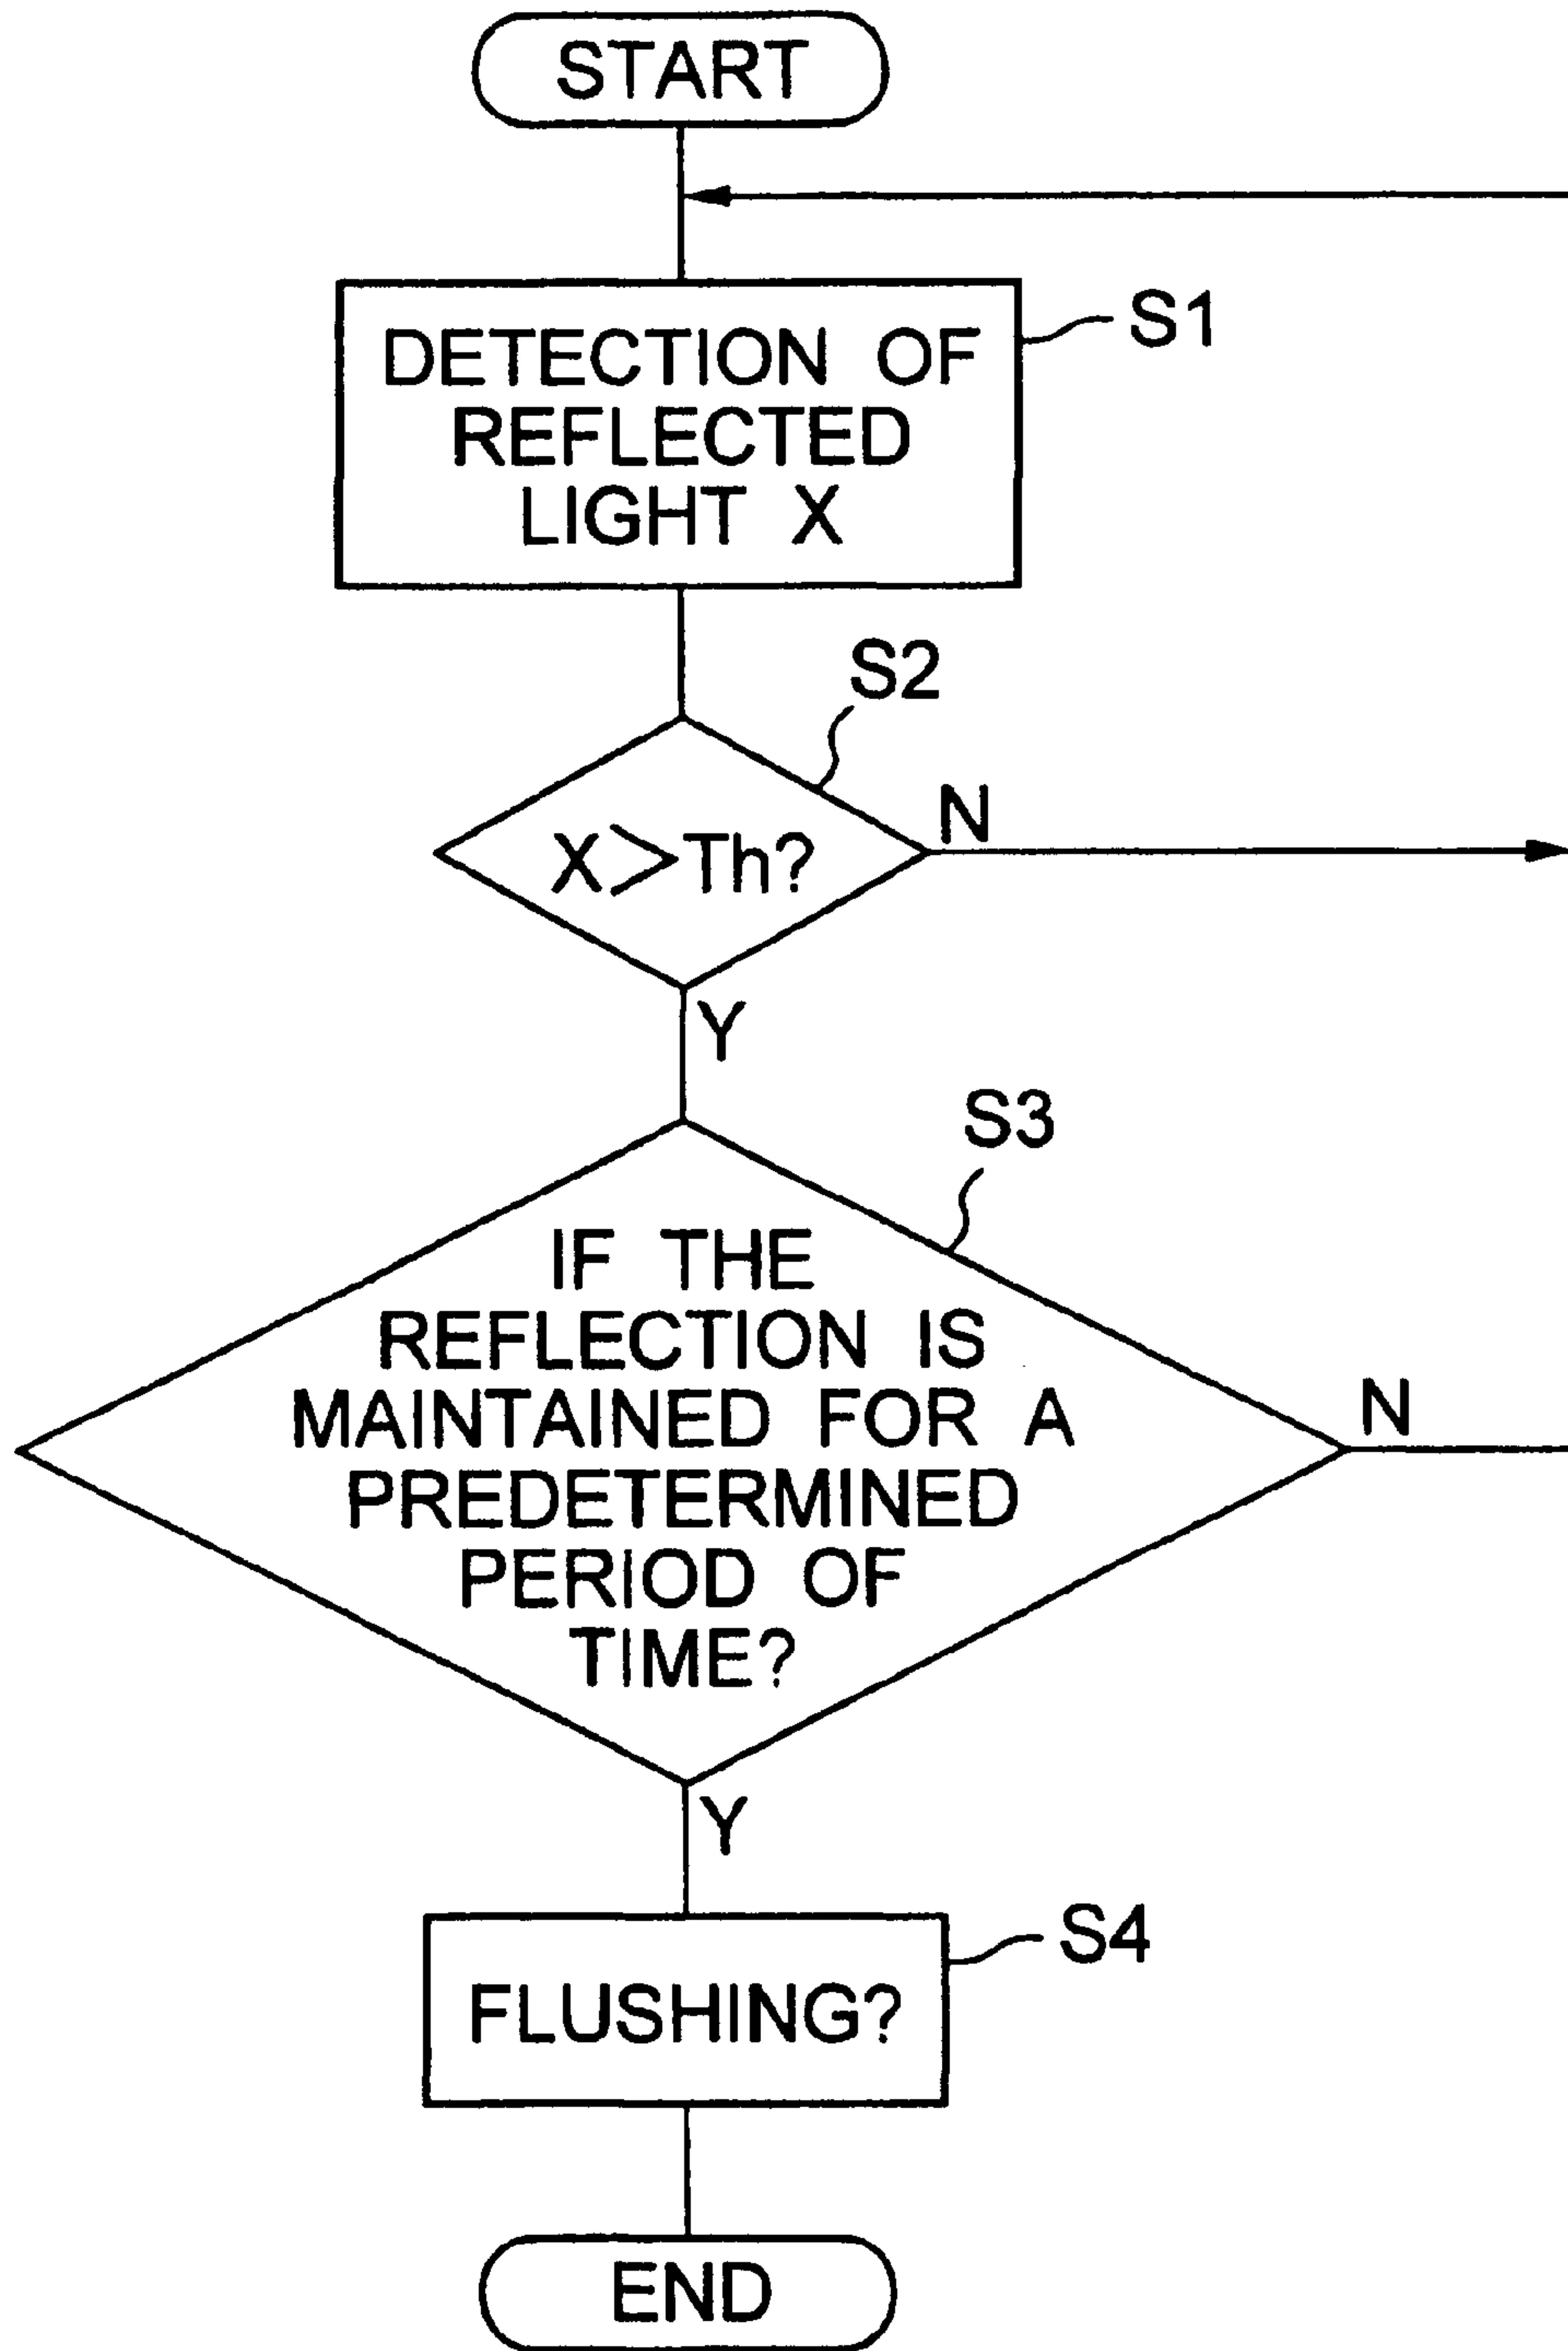 START
DETECTION OF
REFLECTED
LIGHT X
S1
S2
X>Th?
N
Y
S3
IF THE
REFLECTION IS
MAINTAINED FOR A
PREDETERMINED
PERIOD OF
TIME?
N
Y
S4
FLUSHING?
END